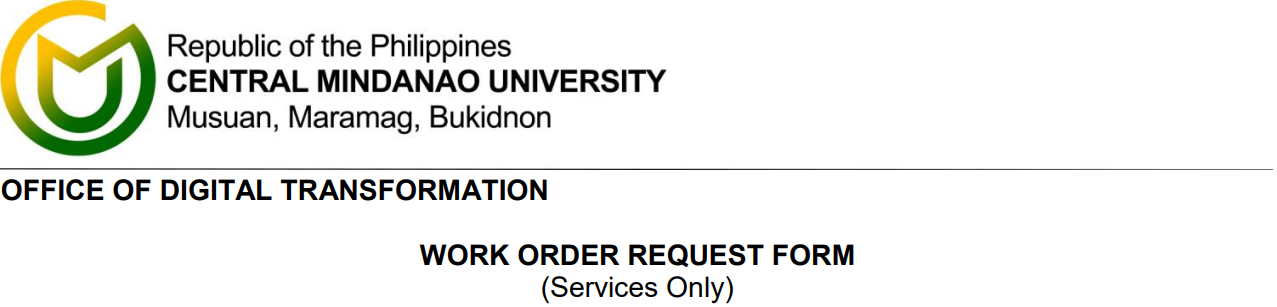 Republic of the Philippines
CENTRAL MINDANAO UNIVERSITY
Musuan, Maramag, Bukidnon
OFFICE OF DIGITAL TRANSFORMATION
WORK ORDER REQUEST FORM
(Services Only)